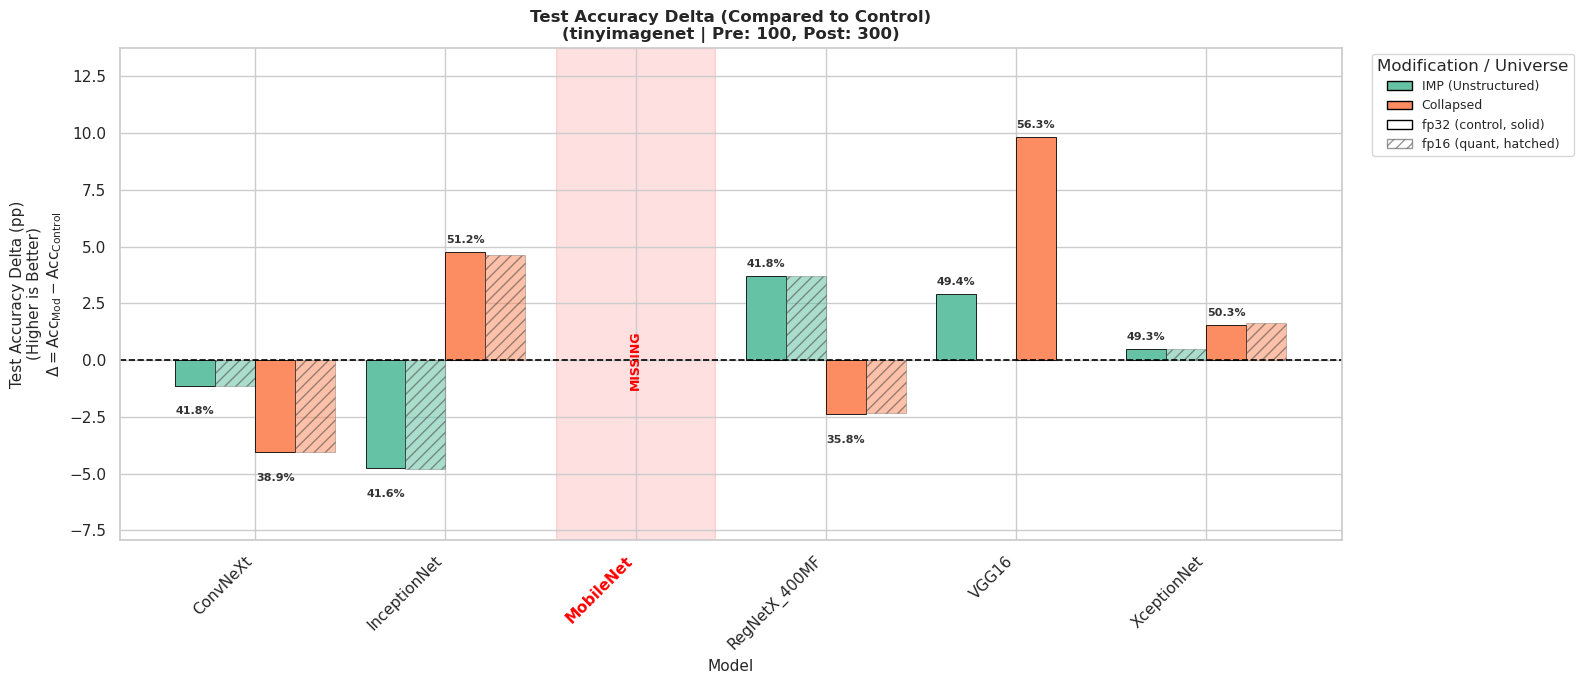 Test Accuracy Delta (Compared to Control)
(tinyimagenet | Pre: 100, Post: 300)
Test Accuracy Delta (pp)
(Higher is Better)
Δ = Acc_Mod − Acc_Control
12.5
10.0
7.5
5.0
2.5
0.0
−2.5
−5.0
−7.5
41.8%
38.9%
41.6%
51.2%
MISSING
41.8%
35.8%
49.4%
56.3%
49.3%
50.3%
ConvNeXt
InceptionNet
MobileNet
RegNetX_400MF
VGG16
XceptionNet
Model
Modification / Universe
IMP (Unstructured)
Collapsed
fp32 (control, solid)
fp16 (quant, hatched)